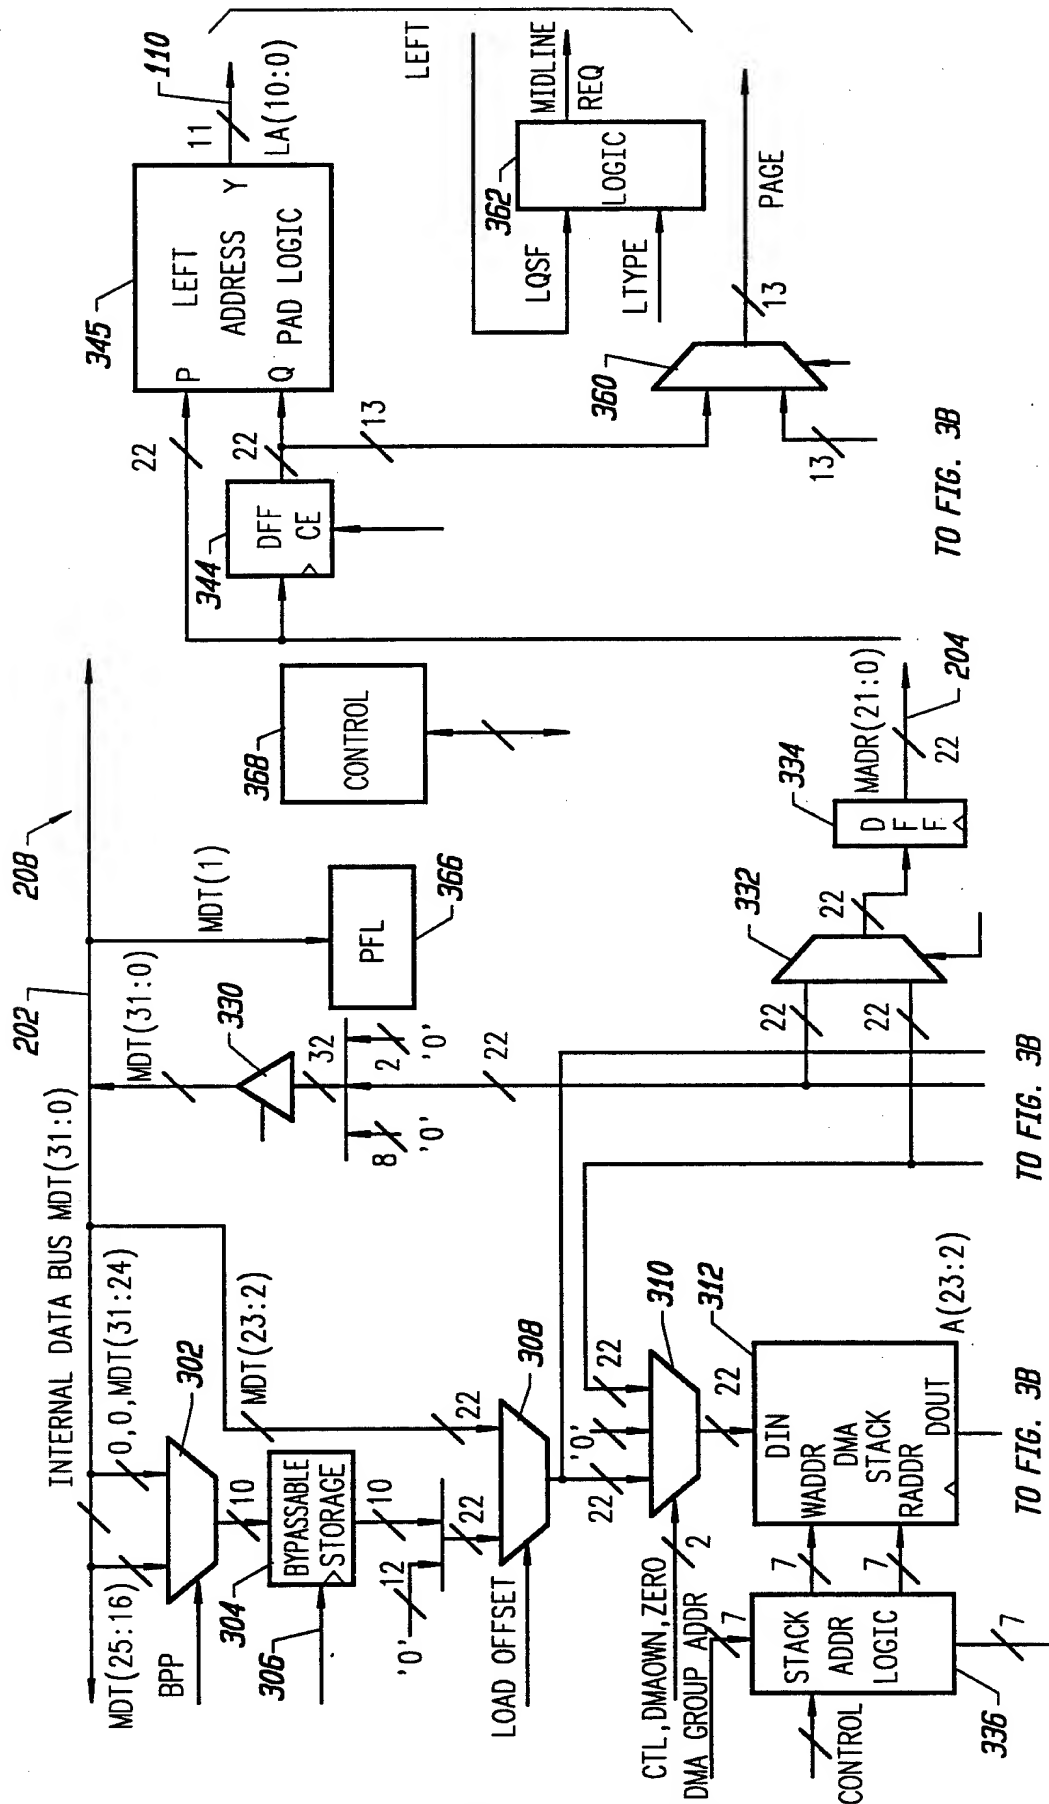 208
202
INTERNAL DATA BUS MDT(31:0)
MDT(25:16)
0,0,MDT(31:24)
BPP
302
10
304
BYPASSABLE
STORAGE
306
10
'0'
12
22
MDT(23:2)
22
LOAD OFFSET
308
22
'0'
22
310
CTL,DMAOWN,ZERO
2
DMA GROUP ADDR
7
22
312
DIN
WADDR
DMA
STACK
RADDR
DOUT
A(23:2)
STACK
ADDR
LOGIC
7
7
CONTROL
336
7
TO FIG. 3B
MDT(31:0)
330
32
8
'0'
2
'0'
22
MDT(1)
PFL
366
22
22
332
22
334
D
F
F
MADR(21:0)
22
204
TO FIG. 3B
368
CONTROL
344
DFF
CE
22
22
13
345
P
LEFT
ADDRESS
Y
Q
PAD LOGIC
11
110
LA(10:0)
LEFT
LQSF
LTYPE
362
LOGIC
MIDLINE
REQ
360
13
13
PAGE
TO FIG. 3B